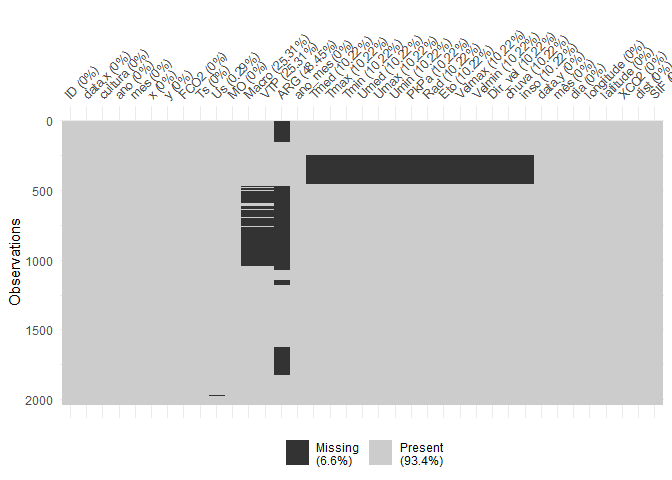 ID (0%)
data.x (0%)
cultura (0%)
ano (0%)
mes (0%)
x (0%)
y (0%)
FCO2 (0%)
Ts (0%)
Us (0.29%)
MO (0%)
Macro (25.31%)
VTP (25.31%)
ARG (48.45%)
ano_mes (0%)
Tmed (10.22%)
Tmax (10.22%)
Tmin (10.22%)
Umed (10.22%)
Umax (10.22%)
Umin (10.22%)
PkPa (10.22%)
Rad (10.22%)
Eto (10.22%)
Velmax (10.22%)
Velmin (10.22%)
Dir_vel (10.22%)
chuva (10.22%)
inso (10.22%)
data.y (0%)
mês (0%)
dia (0%)
longitude (0%)
latitude (0%)
XCO2 (0%)
dist (0%)
SIF
Observations
0
500
1000
1500
2000
Missing
(6.6%)
Present
(93.4%)